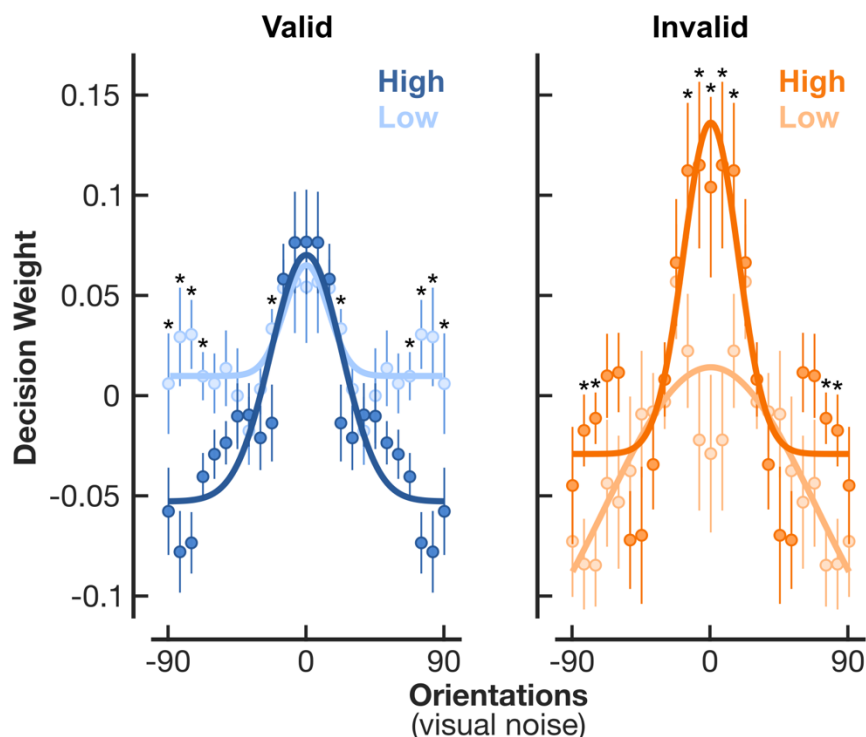 Valid
Invalid
High
Low
High
Low
0.15
0.1
0.05
0
-0.05
-0.1
Decision Weight
* * * * * * * * * *
* * * * * * * * *
-90 0 90
-90 0 90
Orientations
(visual noise)